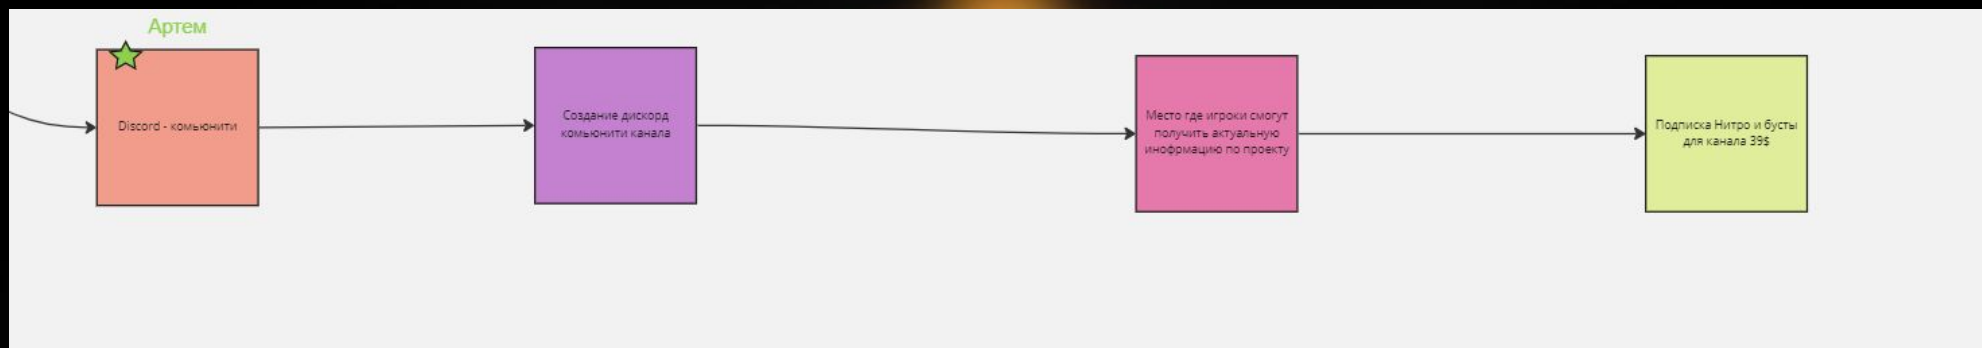 Артем
Discord - комьюнити
Создание дискорд
комьюнити канала
Место где игроки смогут
получить актуальную
инофрмацию по проекту
Подписка Нитро и бусты
для канала 39$